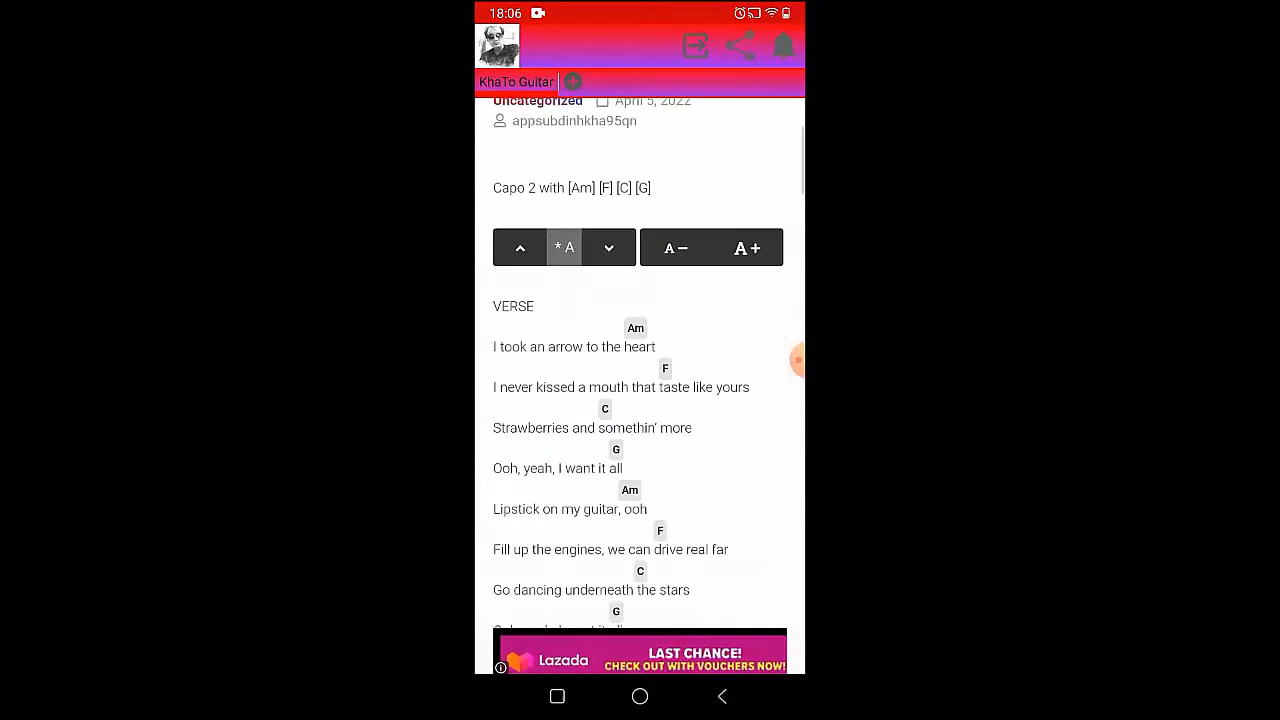 18:06
KhaTo Guitar
Uncategorized April 5, 2022
appsubdinhkha95qn
Capo 2 with [Am] [F] [C] [G]
* A A− A+
VERSE
Am
I took an arrow to the heart
F
I never kissed a mouth that taste like yours
C
Strawberries and somethin’ more
G
Ooh, yeah, I want it all
Am
Lipstick on my guitar, ooh
F
Fill up the engines, we can drive real far
C
Go dancing underneath the stars
G
Lazada
LAST CHANCE!
CHECK OUT WITH VOUCHERS NOW!